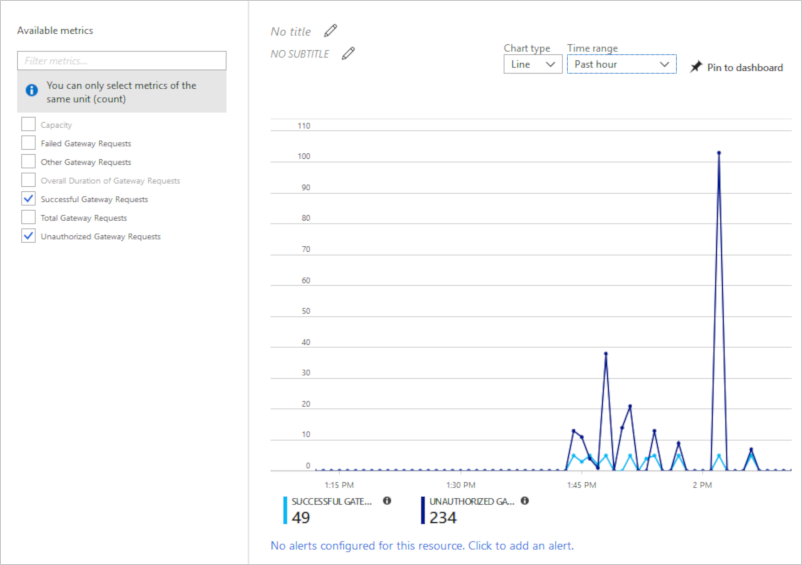 Available metrics
Filter metrics...
You can only select metrics of the
same unit (count)
Capacity
Failed Gateway Requests
Other Gateway Requests
Overall Duration of Gateway Requests
Successful Gateway Requests
Total Gateway Requests
Unauthorized Gateway Requests
No title
NO SUBTITLE
Chart type
Time range
Line
Past hour
Pin to dashboard
110
100
90
80
70
60
50
40
30
20
10
0
1:15 PM
1:30 PM
1:45 PM
2 PM
SUCCESSFUL GATE...
49
UNAUTHORIZED GA...
234
No alerts configured for this resource. Click to add an alert.